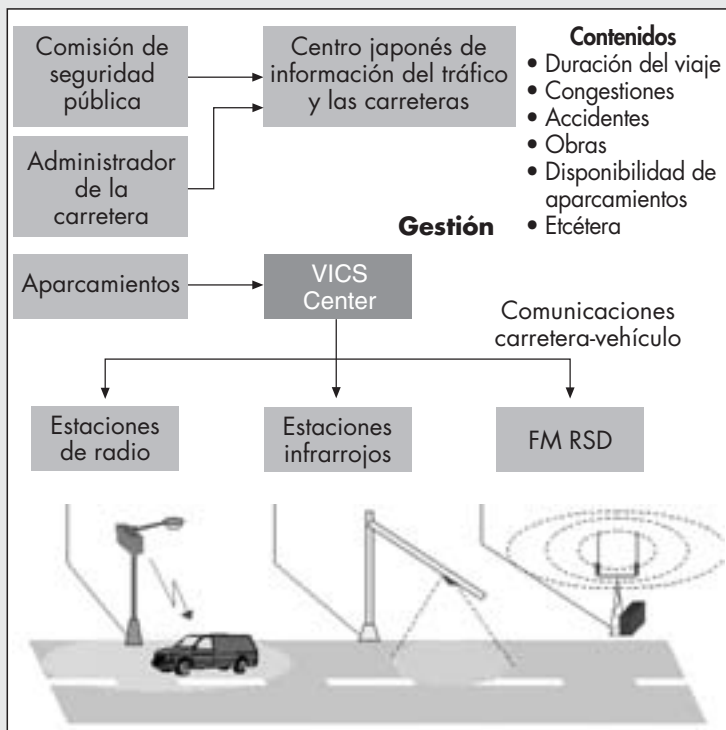 Comisión de
seguridad
pública
Centro japonés de
información del tráfico
y las carreteras
Contenidos
• Duración del viaje
• Congestiones
• Accidentes
• Obras
• Disponibilidad de
aparcamientos
• Etcétera
Administrador
de la
carretera
Gestión
Aparcamientos
VICS
Center
Comunicaciones
carretera-vehículo
Estaciones
de radio
Estaciones
infrarrojos
FM RSD